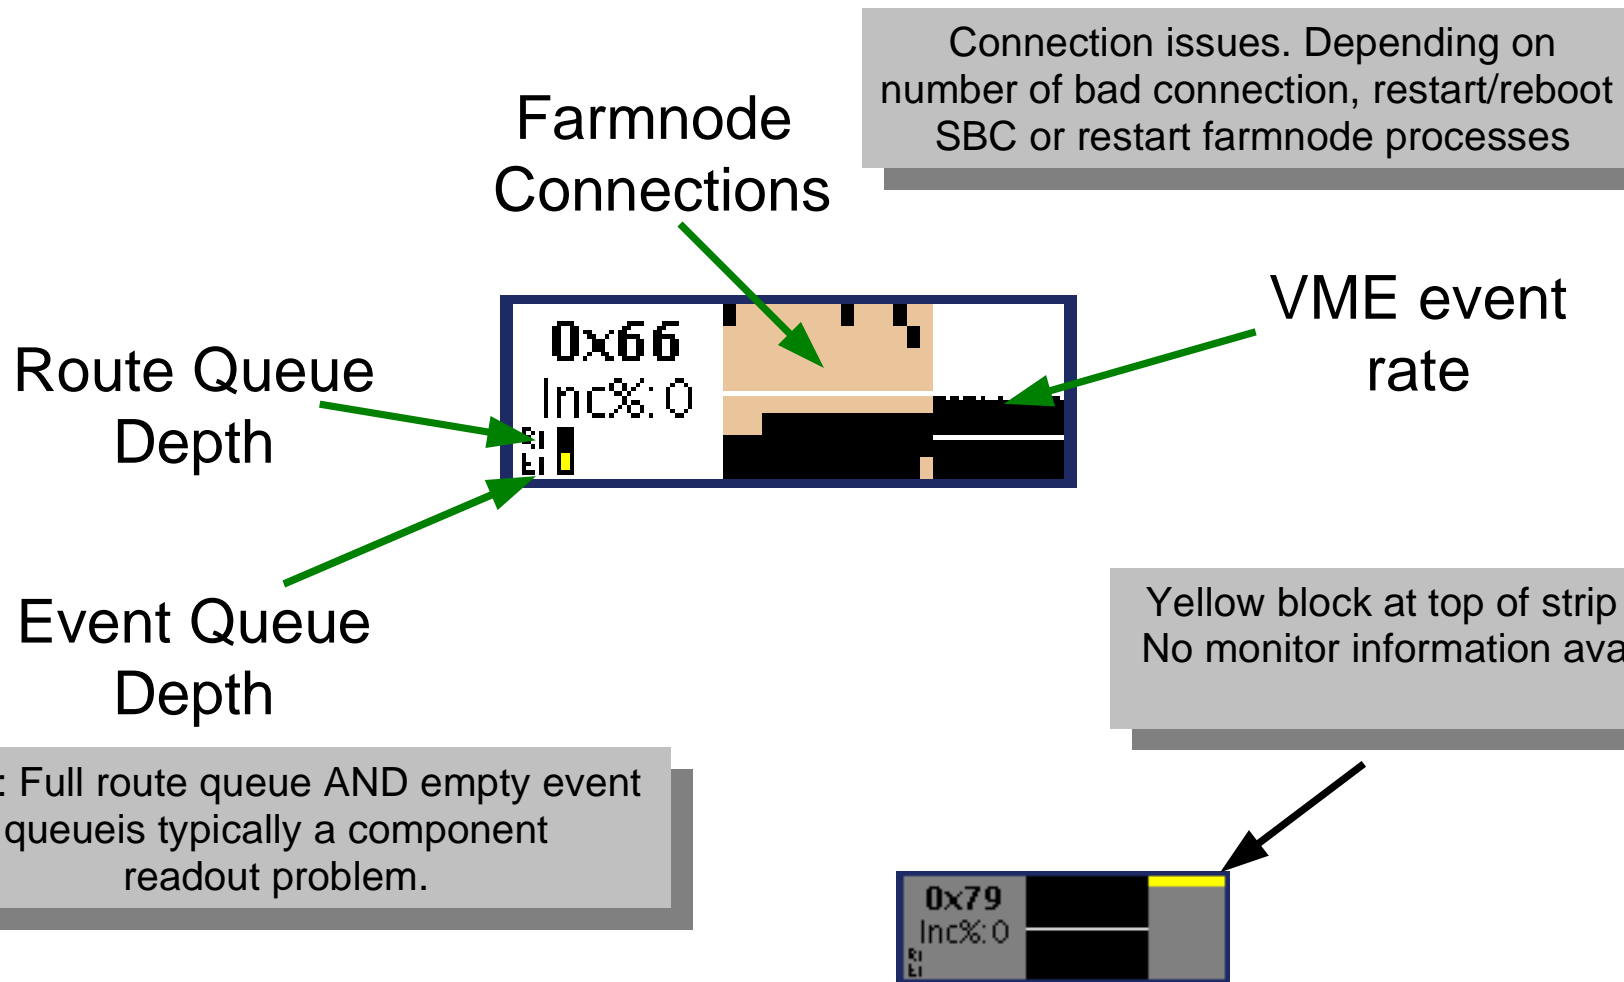 Connection issues. Depending on
number of bad connection, restart/reboot
SBC or restart farmnode processes
Farmnode
Connections
VME event
rate
Route Queue
Depth
0x66
Inc%:0
Event Queue
Depth
Yellow block at top of strip
No monitor information ava
: Full route queue AND empty event
queueis typically a component
readout problem.
0x79
Inc%:0